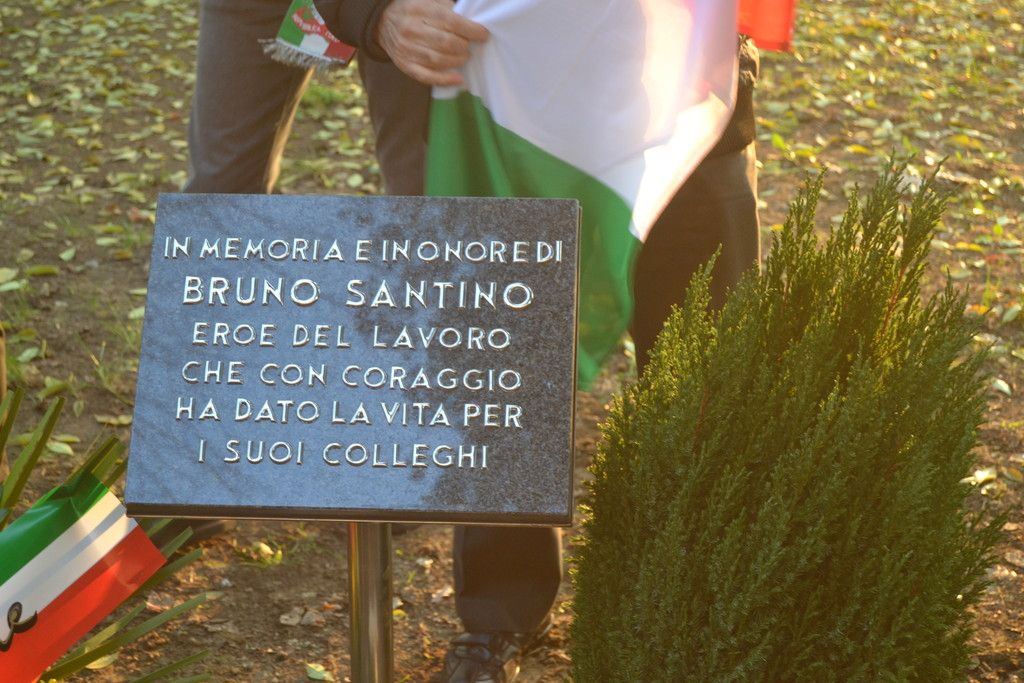 IN MEMORIA E IN ONORE DI
BRUNO SANTINO
EROE DEL LAVORO
CHE CON CORAGGIO
HA DATO LA VITA PER
I SUOI COLLEGHI